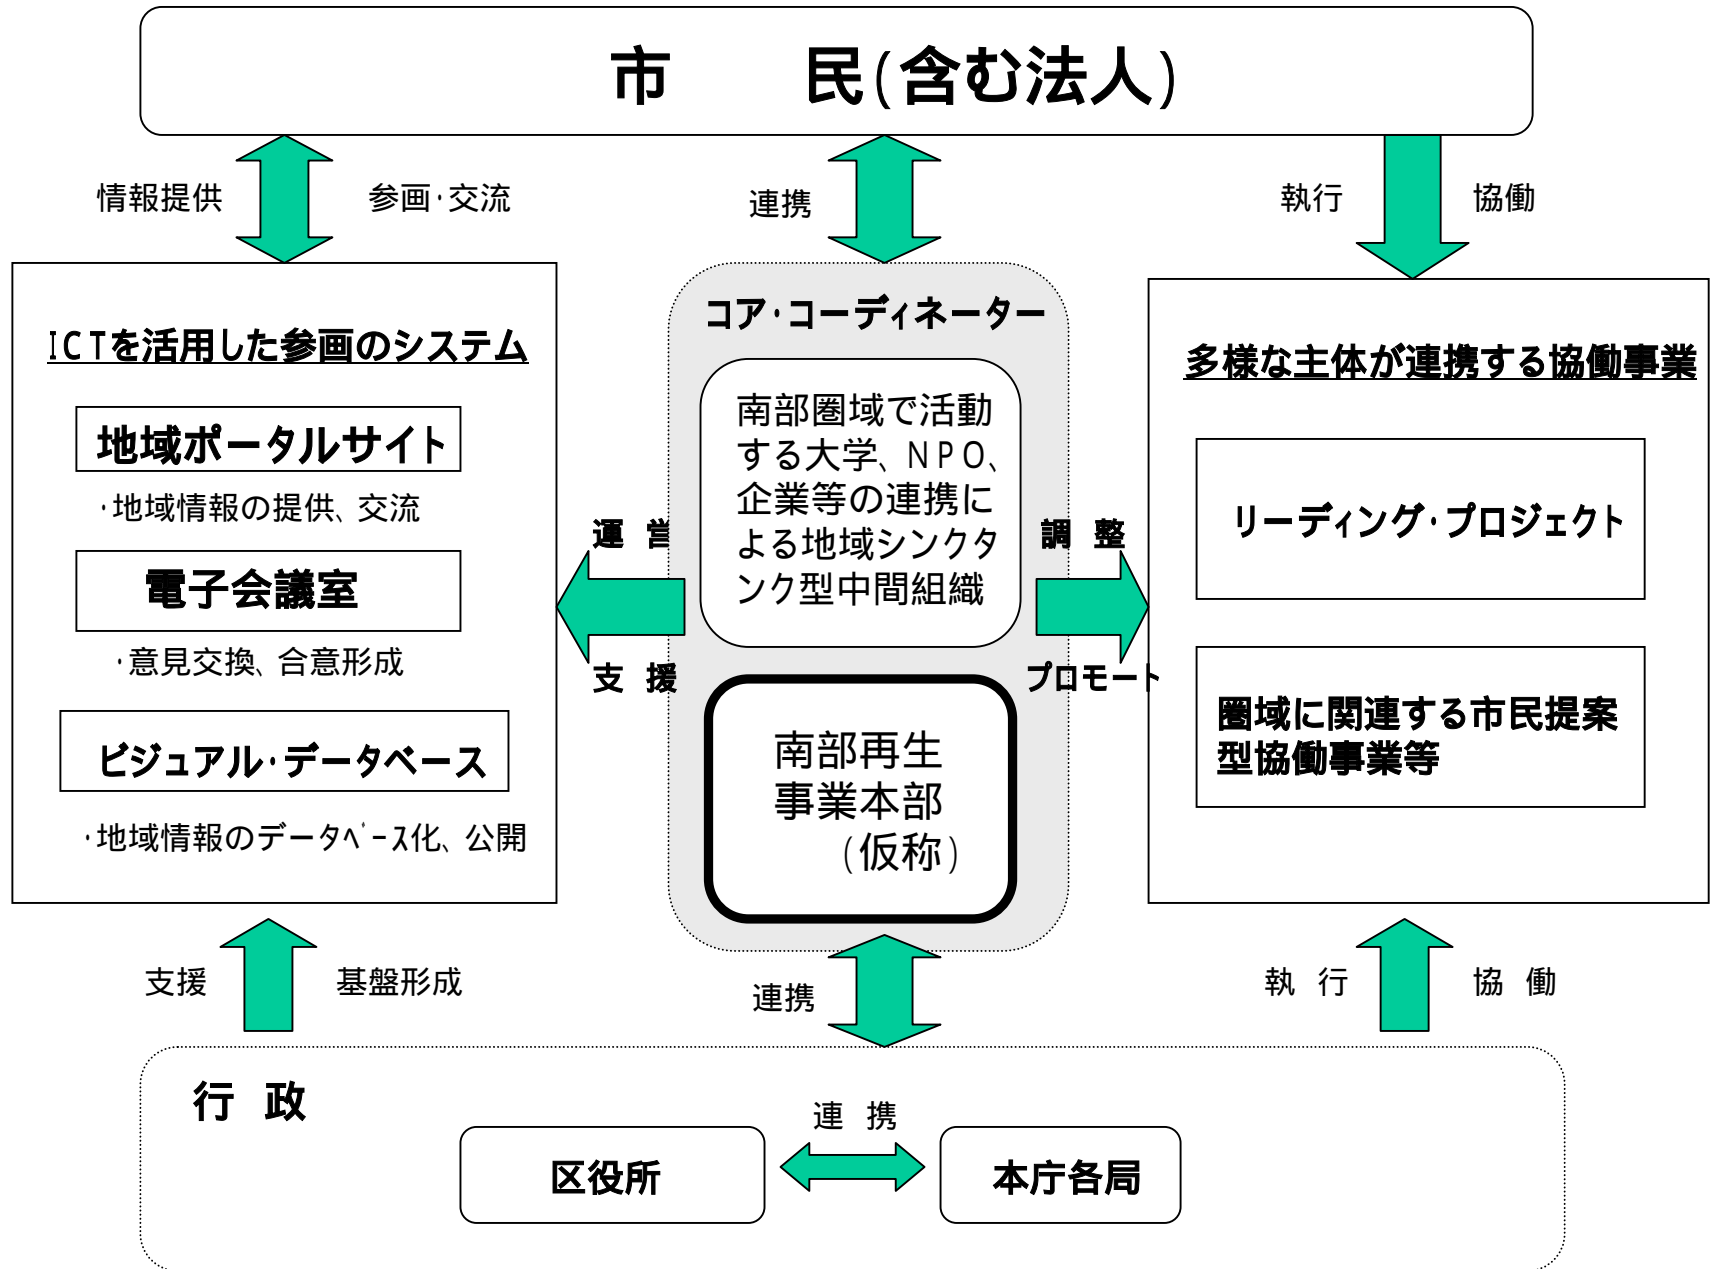 市　　民(含む法人)
情報提供
参画・交流
連携
執行
協働
ICTを活用した参画のシステム
地域ポータルサイト
・地域情報の提供、交流
電子会議室
・意見交換、合意形成
ビジュアル・データベース
・地域情報のデータﾍﾞｰｽ化、公開
運 営
支 援
コア・コーディネーター
南部圏域で活動
する大学、NPO、
企業等の連携に
よる地域シンクタ
ンク型中間組織
南部再生
事業本部
(仮称)
調 整
プロモート
多様な主体が連携する協働事業
リーディング・プロジェクト
圏域に関連する市民提案
型協働事業等
支援
基盤形成
連携
執 行
協 働
行 政
区役所
連 携
本庁各局